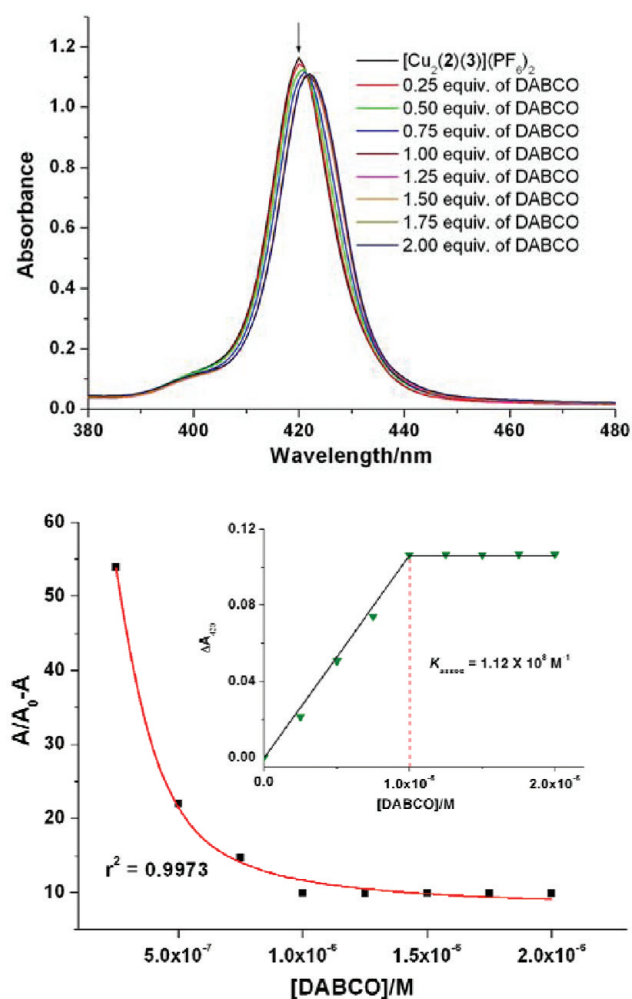 [Cu2(2)(3)](PF6)2
0.25 equiv. of DABCO
0.50 equiv. of DABCO
0.75 equiv. of DABCO
1.00 equiv. of DABCO
1.25 equiv. of DABCO
1.50 equiv. of DABCO
1.75 equiv. of DABCO
2.00 equiv. of DABCO
Absorbance
1.2
1.0
0.8
0.6
0.4
0.2
0.0
380 400 420 440 460 480
Wavelength/nm
A/A0-A
60
50
40
30
20
10
r² = 0.9973
5.0x10⁻⁷ 1.0x10⁻⁶ 1.5x10⁻⁶ 2.0x10⁻⁶
[DABCO]/M
ΔA420
0.12
0.08
0.04
0.00
Kassoc = 1.12 X 10⁸ M⁻¹
0.0 1.0x10⁻⁶ 2.0x10⁻⁶
[DABCO]/M